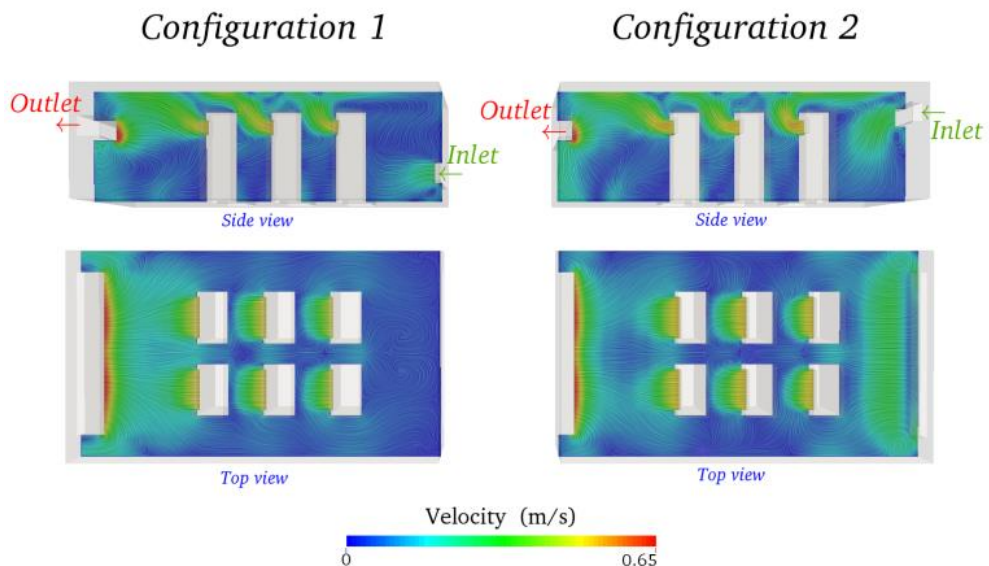 Configuration 1
Configuration 2
Outlet
Inlet
Side view
Outlet
Inlet
Side view
Top view
Top view
Velocity (m/s)
0
0.65